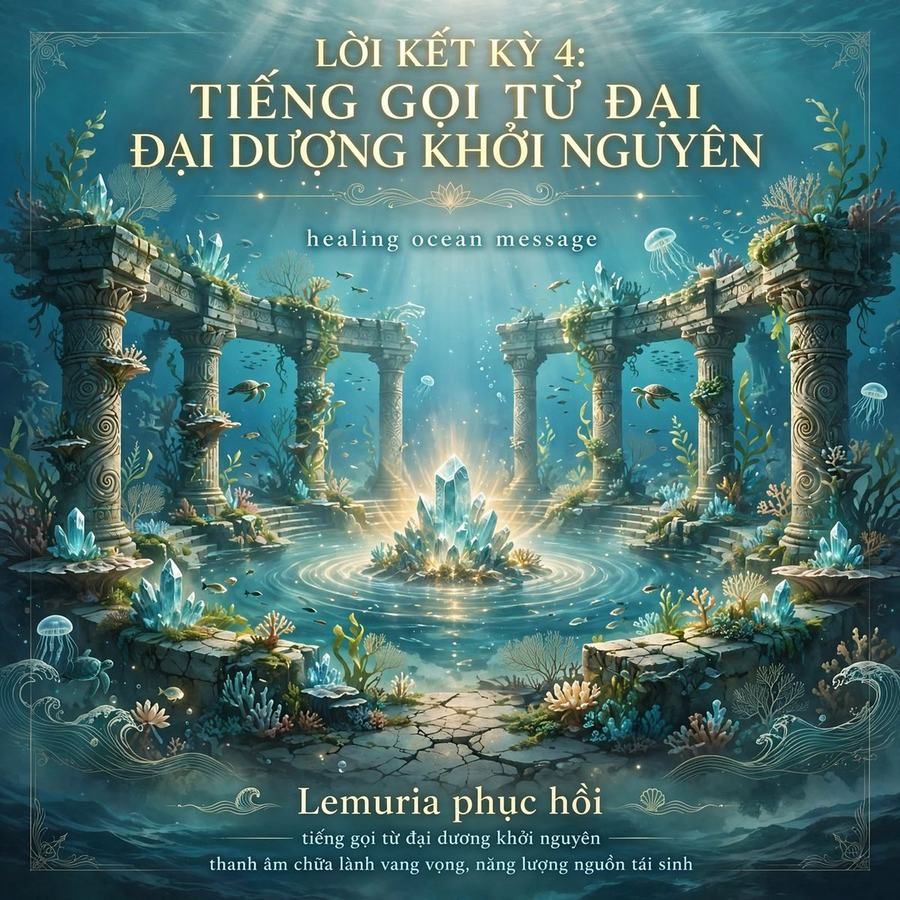 LỜI KẾT KỲ 4:
TIẾNG GỌI TỪ ĐẠI
ĐẠI DƯỢNG KHỞI NGUYÊN
healing ocean message
Lemuria phục hồi
tiếng gọi từ đại dương khởi nguyên
thanh âm chữa lành vang vọng, năng lượng nguồn tái sinh